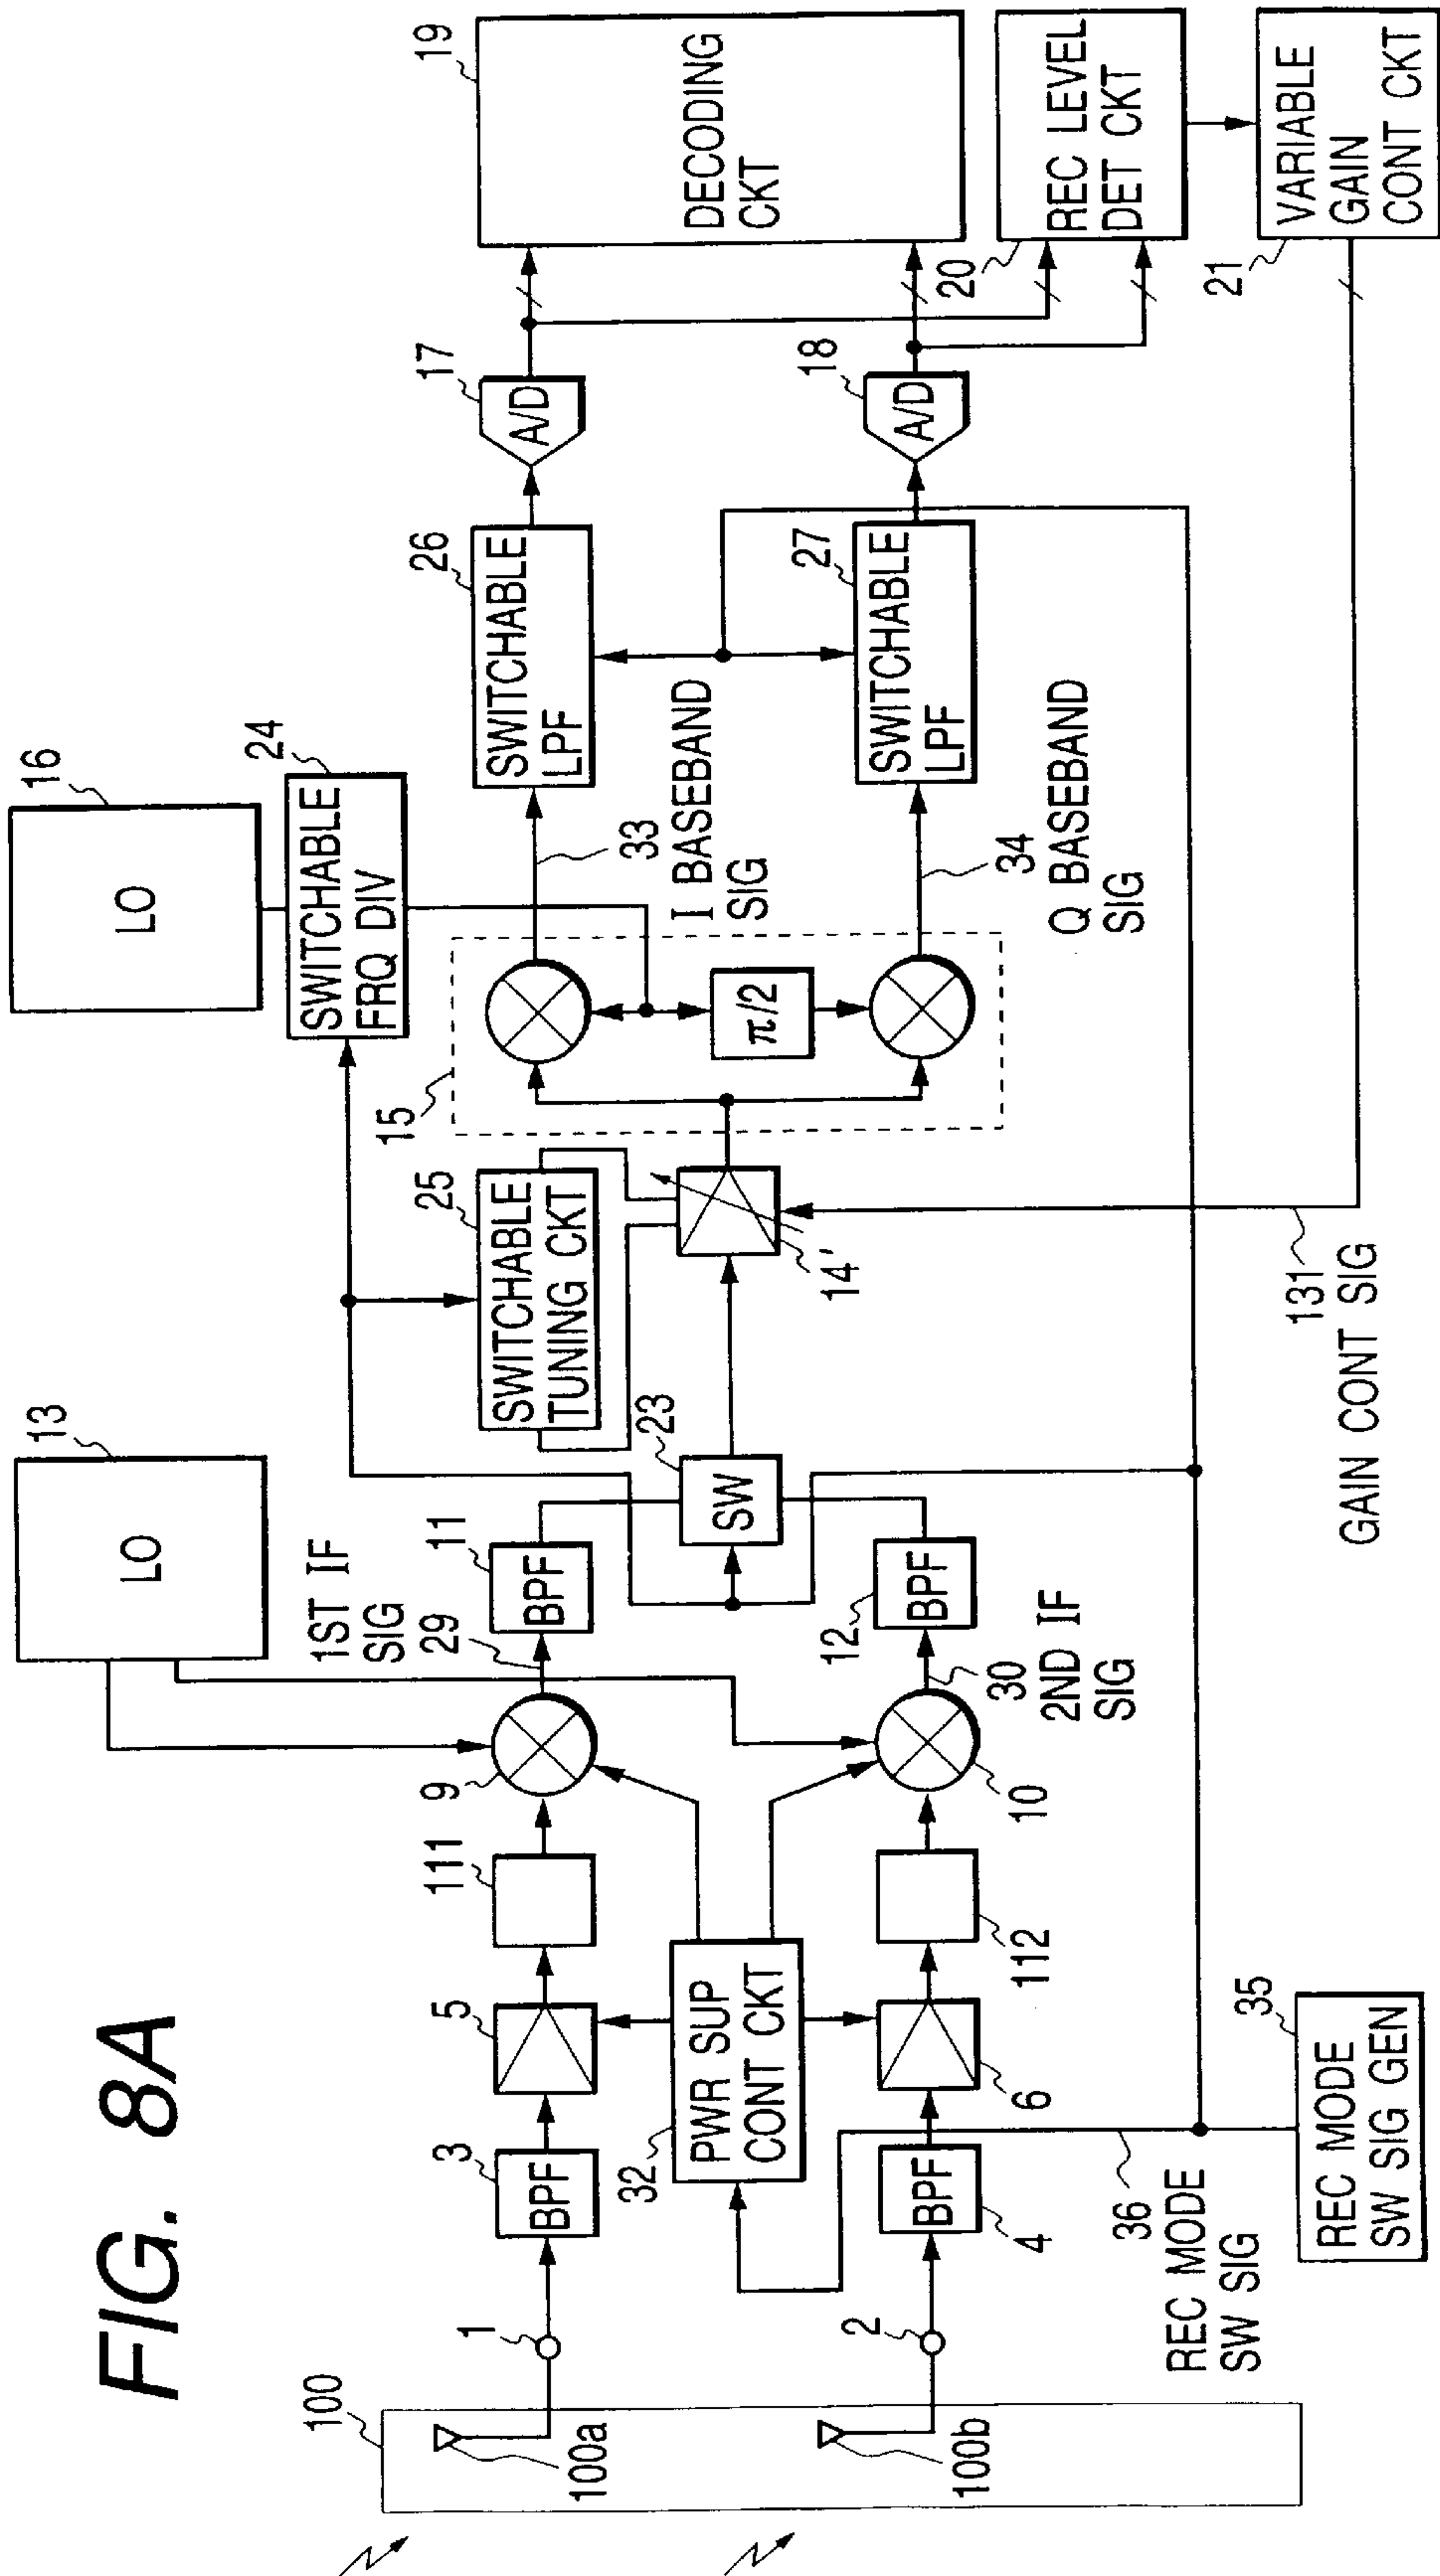 FIG. 8A
100
100a
100b
1
2
3
BPF
4
BPF
5
6
32
PWR SUP
CONT CKT
111
112
9
10
13
LO
1ST IF
SIG
29
30
2ND IF
SIG
11
BPF
12
BPF
23
SW
25
SWITCHABLE
TUNING CKT
14'
15
π/2
16
LO
24
SWITCHABLE
FRQ DIV
33
I BASEBAND
SIG
34
Q BASEBAND
SIG
26
SWITCHABLE
LPF
27
SWITCHABLE
LPF
17
A/D
18
A/D
19
DECODING
CKT
20
REC LEVEL
DET CKT
21
VARIABLE
GAIN
CONT CKT
131
GAIN CONT SIG
36
REC MODE
SW SIG
35
REC MODE
SW SIG GEN